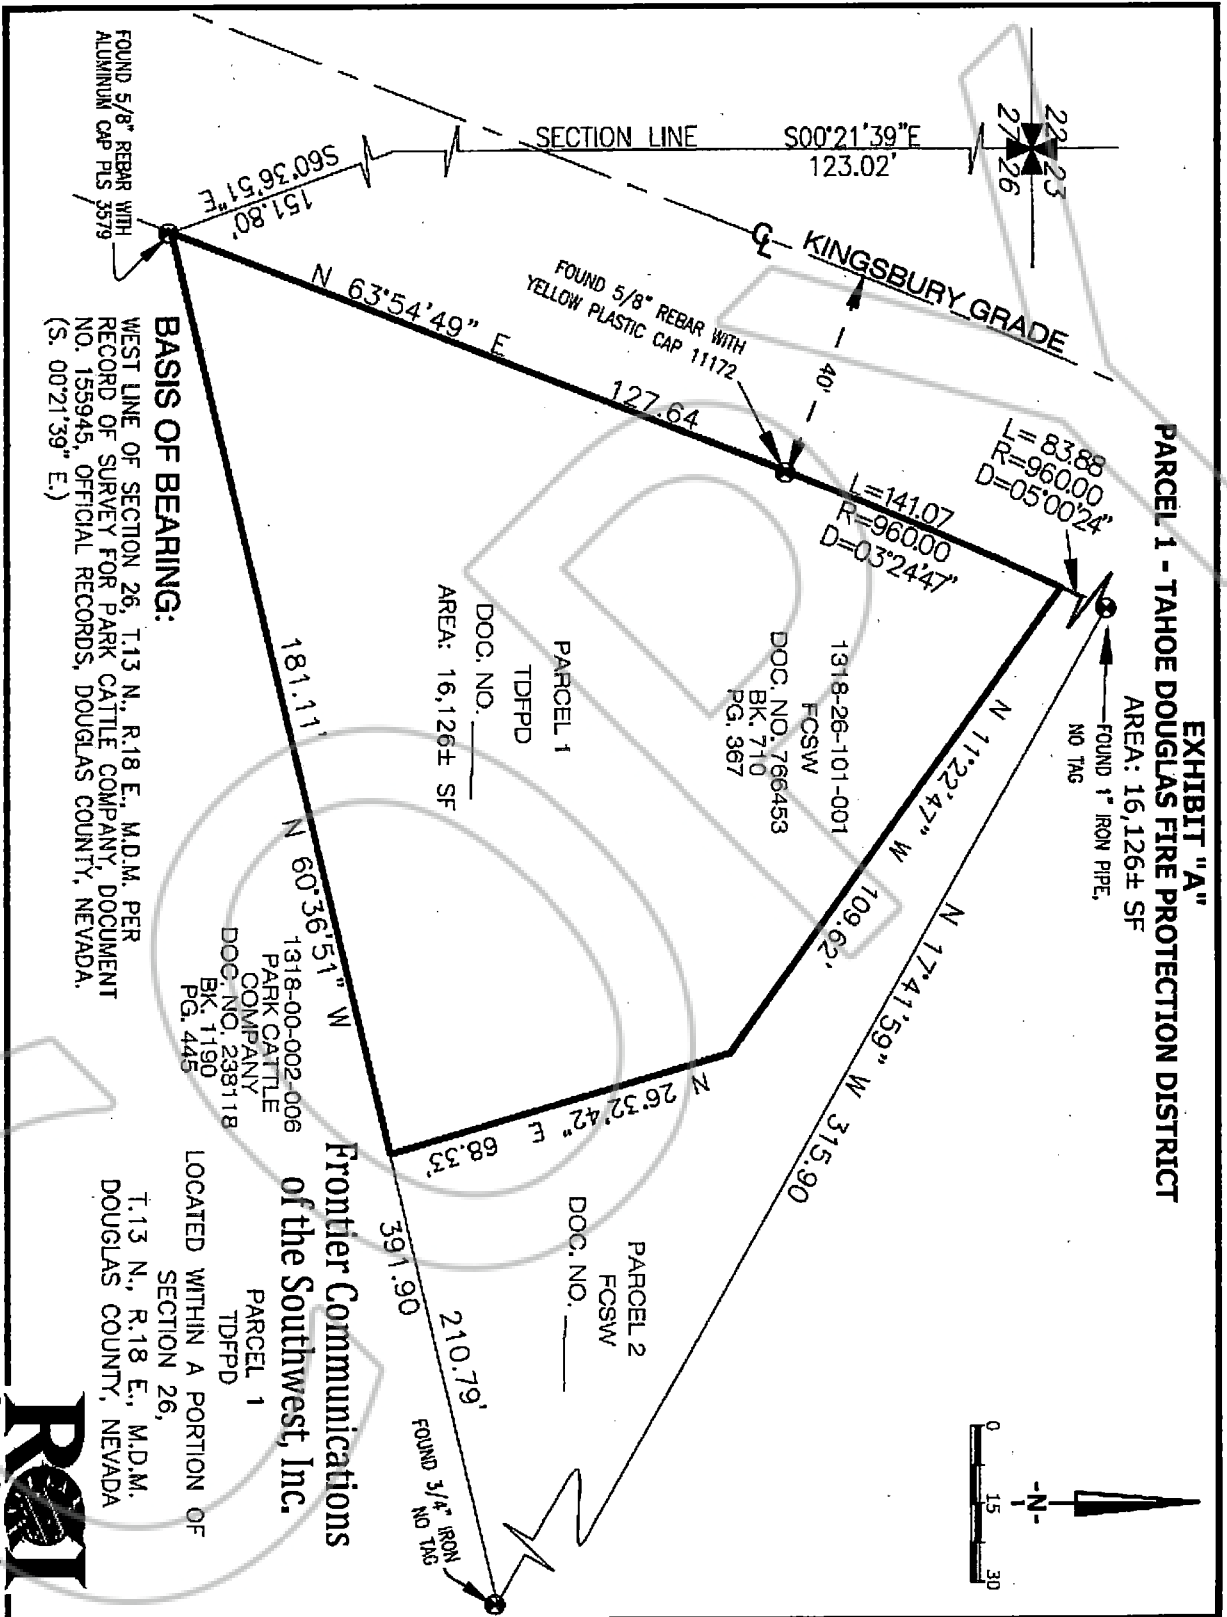 EXHIBIT "A"
PARCEL 1 - TAHOE DOUGLAS FIRE PROTECTION DISTRICT
AREA: 16,126± SF
22 23
27 26
SECTION LINE
S00°21'39"E
123.02'
S60°36'51"E
151.80'
FOUND 5/8" REBAR WITH
ALUMINUM CAP PLS 3579
CL KINGSBURY GRADE
40'
FOUND 5/8" REBAR WITH
YELLOW PLASTIC CAP 11172
N 63°54'49" E 127.64
L=141.07
R=960.00
D=03°24'47"
L=83.88
R=960.00
D=05°00'24"
FOUND 1" IRON PIPE,
NO TAG
N 11°22'47" W 109.62'
N 17°41'59" W 315.90
1318-26-101-001
FCSW
DOC. NO. 766453
BK. 710
PG. 367
PARCEL 1
TDFPD
DOC. NO.
AREA: 16,126± SF
181.11'
N 60°36'51" W
N 26°32'42" E 68.33'
391.90
210.79'
PARCEL 2
FCSW
DOC. NO.
FOUND 3/4" IRON
NO TAG
1318-00-002-006
PARK CATTLE
COMPANY
DOC. NO. 238118
BK. 1190
PG. 445
BASIS OF BEARING:
WEST LINE OF SECTION 26, T.13 N., R.18 E., M.D.M. PER
RECORD OF SURVEY FOR PARK CATTLE COMPANY, DOCUMENT
NO. 155945, OFFICIAL RECORDS, DOUGLAS COUNTY, NEVADA.
(S. 00°21'39" E.)
Frontier Communications
of the Southwest, Inc.
PARCEL 1
TDFPD
LOCATED WITHIN A PORTION OF
SECTION 26,
T.13 N., R.18 E., M.D.M.
DOUGLAS COUNTY, NEVADA
-N-
0 15 30
ROI
COPY